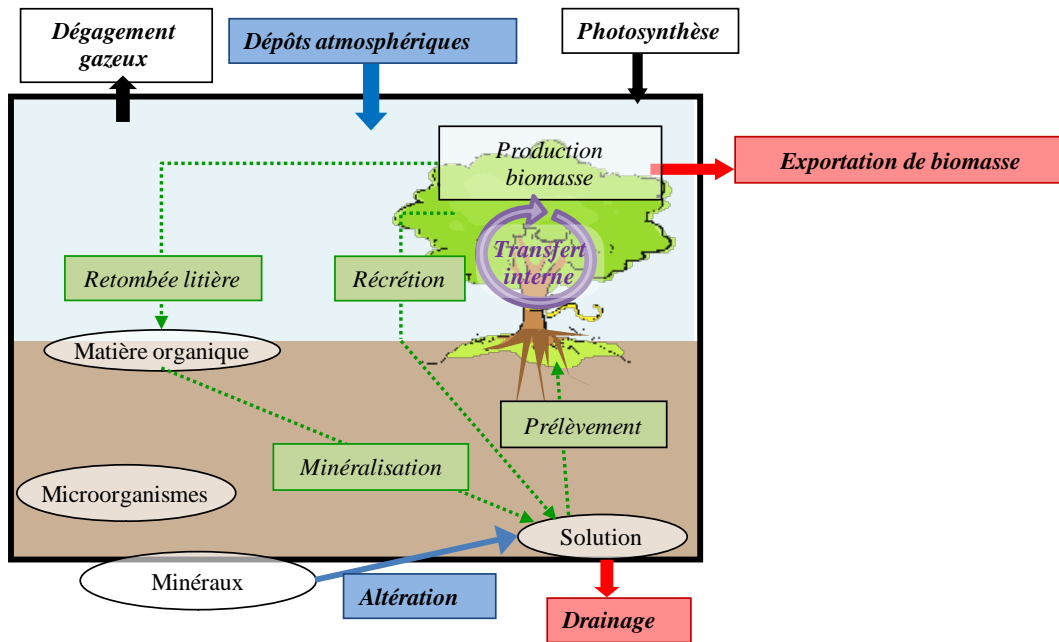 Dégagement
gazeux
Dépôts atmosphériques
Photosynthèse
Production
biomasse
Exportation de biomasse
Transfert
interne
Retombée litière
Récrétion
Matière organique
Prélèvement
Minéralisation
Microorganismes
Solution
Minéraux
Altération
Drainage